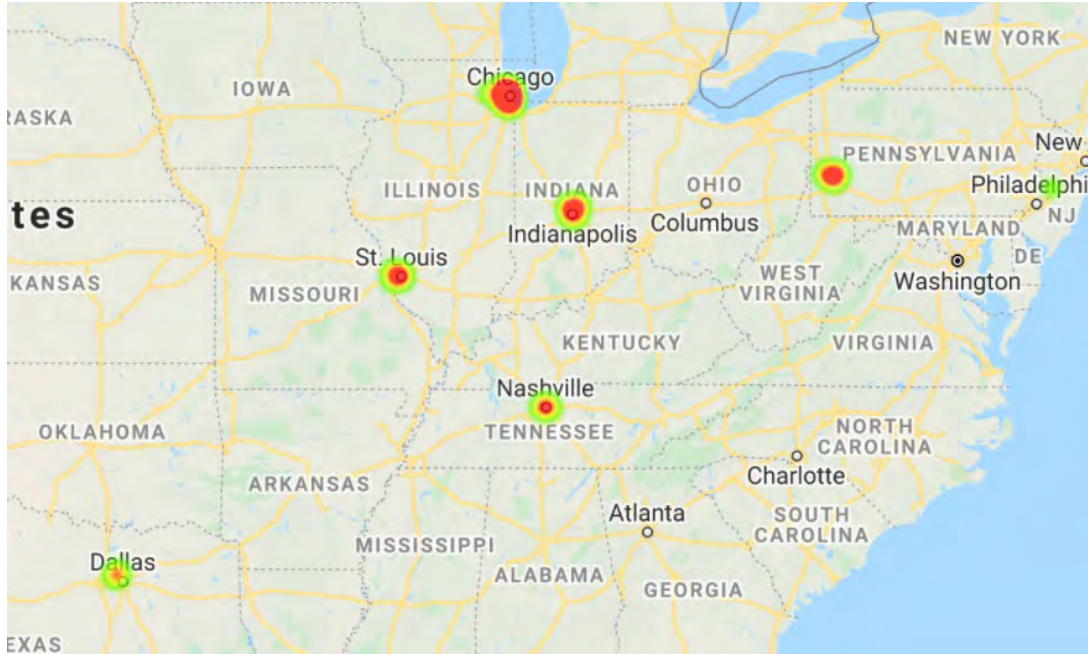 NEW YORK
Chicago
IOWA
RASKA
New
PENNSYLVANIA
ILLINOIS
INDIANA
OHIO
Philadelphi
tes
Columbus
NJ
Indianapolis
MARYLAND
St. Louis
DE
KANSAS
MISSOURI
WEST
VIRGINIA
Washington
KENTUCKY
VIRGINIA
Nashville
OKLAHOMA
TENNESSEE
NORTH
CAROLINA
Charlotte
ARKANSAS
Atlanta
SOUTH
CAROLINA
MISSISSIPPI
Dallas
ALABAMA
GEORGIA
EXAS